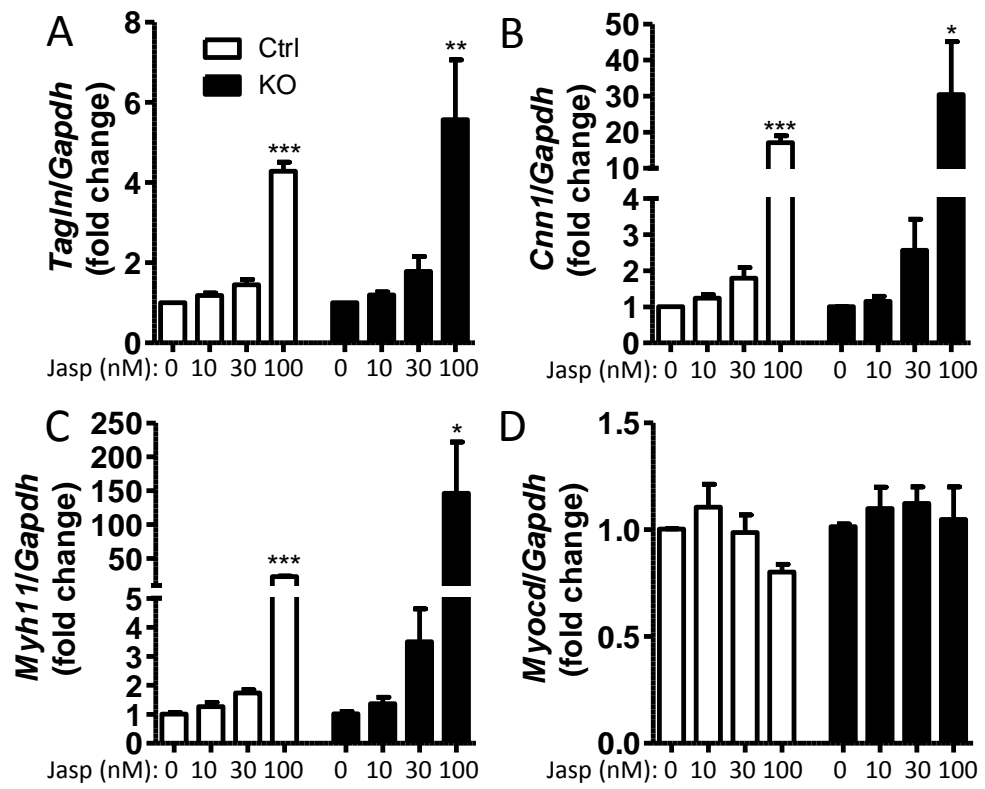 A
Ctrl
KO
Tagln/Gapdh
(fold change)
8
6
4
2
0
***
**
Jasp (nM): 0 10 30 100 0 10 30 100
B
Cnn1/Gapdh
(fold change)
50
40
30
20
10
4
3
2
1
0
***
*
Jasp (nM): 0 10 30 100 0 10 30 100
C
Myh11/Gapdh
(fold change)
250
200
150
100
50
5
4
3
2
1
0
***
*
Jasp (nM): 0 10 30 100 0 10 30 100
D
Myocd/Gapdh
(fold change)
1.5
1.0
0.5
0.0
Jasp (nM): 0 10 30 100 0 10 30 100